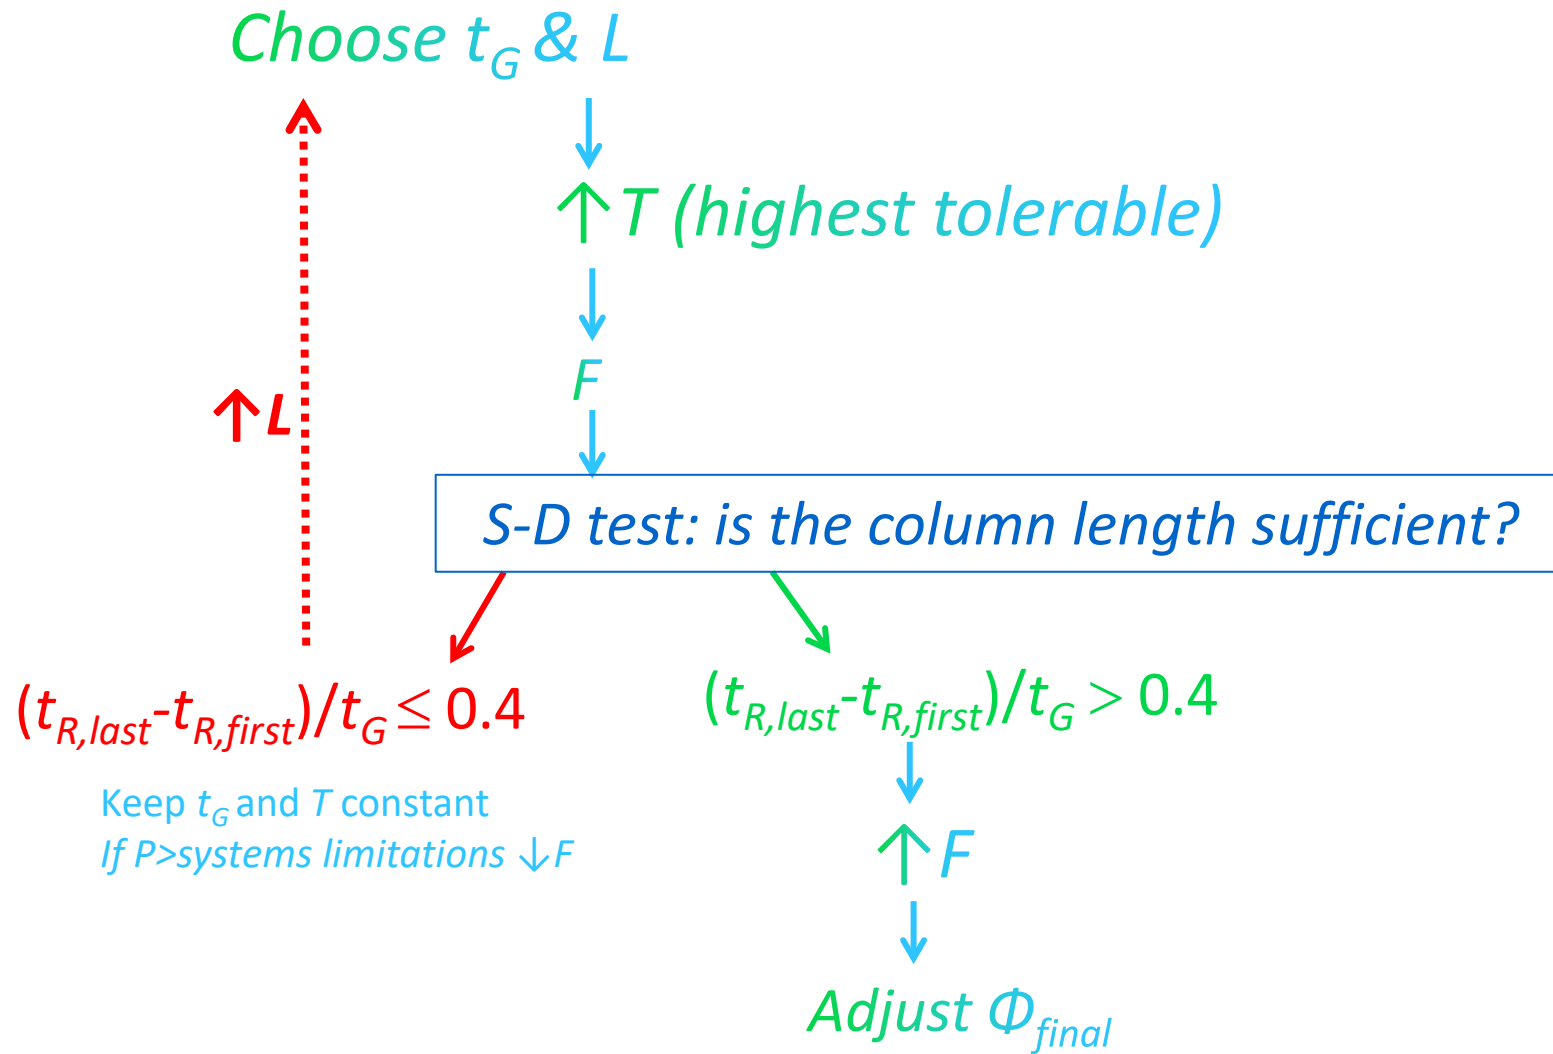 Choose t_G & L
↑ T (highest tolerable)
F
↑ L
S-D test: is the column length sufficient?
(t_R,last-t_R,first)/t_G ≤ 0.4
(t_R,last-t_R,first)/t_G > 0.4
Keep t_G and T constant
If P>systems limitations ↓F
↑ F
Adjust Φ_final